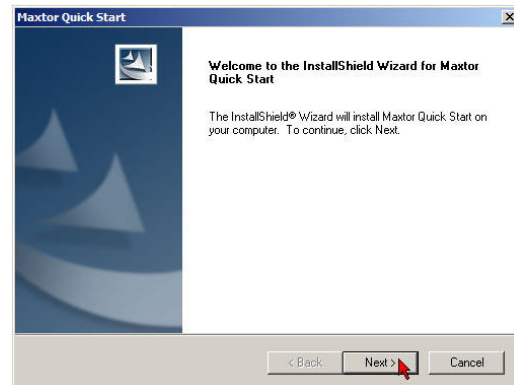 Maxtor Quick Start
Welcome to the InstallShield Wizard for Maxtor
Quick Start
The InstallShield® Wizard will install Maxtor Quick Start on
your computer. To continue, click Next.
< Back Next > Cancel